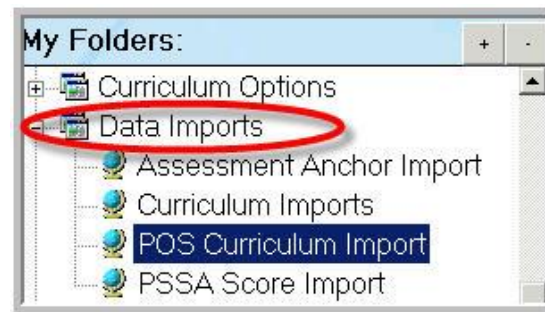 My Folders: + -
Curriculum Options
Data Imports
Assessment Anchor Import
Curriculum Imports
POS Curriculum Import
PSSA Score Import